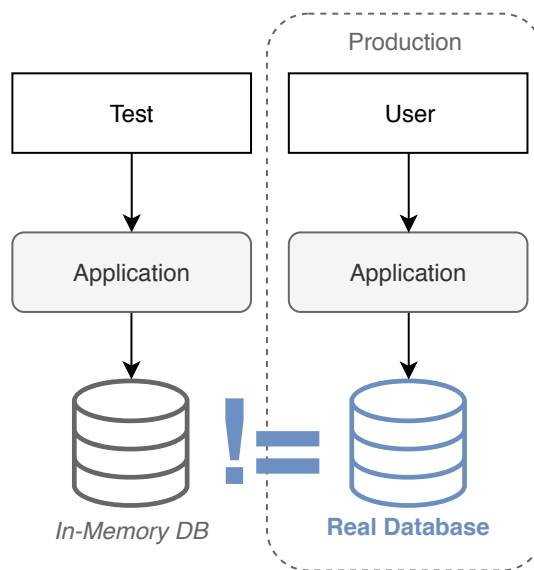 Production
Test
User
Application
Application
!=
In-Memory DB
Real Database